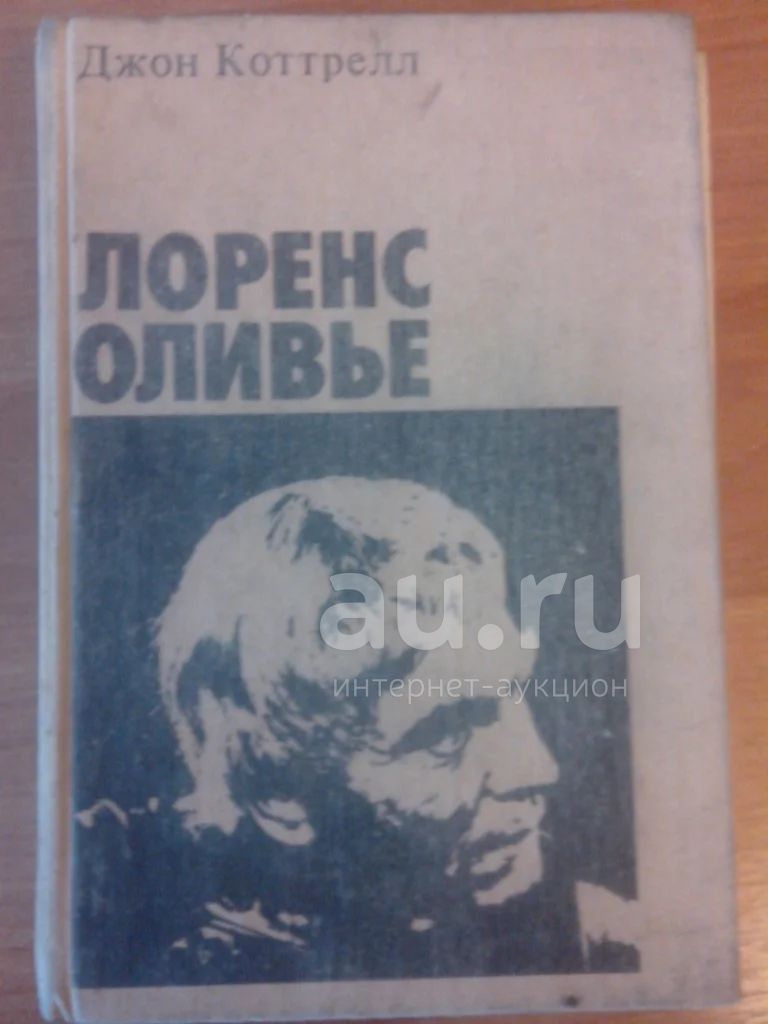 Джон Коттрелл
ЛОРЕНС
ОЛИВЬЕ
au.ru
интернет-аукцион